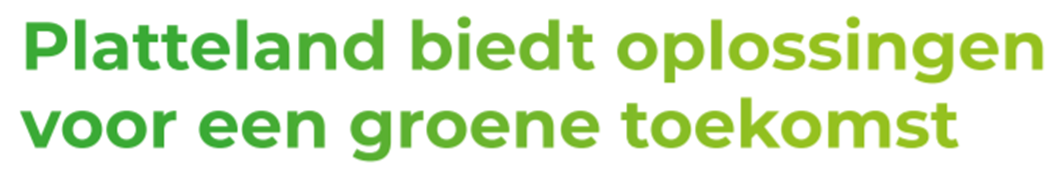 Platteland biedt oplossingen
voor een groene toekomst